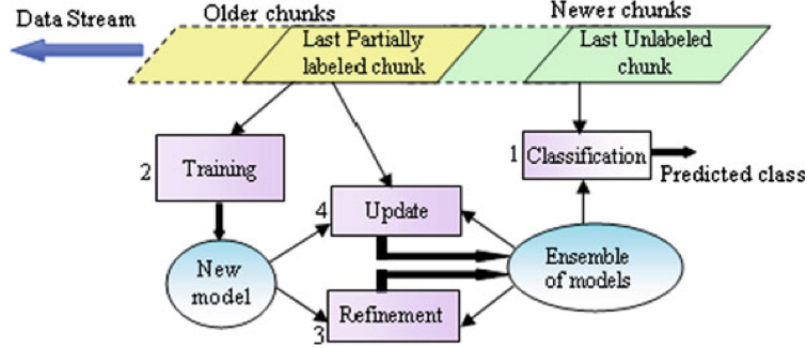 Data Stream
Older chunks
Newer chunks
Last Partially
labeled chunk
Last Unlabeled
chunk
2
Training
1
Classification
Predicted class
4
Update
New
model
Ensemble
of models
3
Refinement